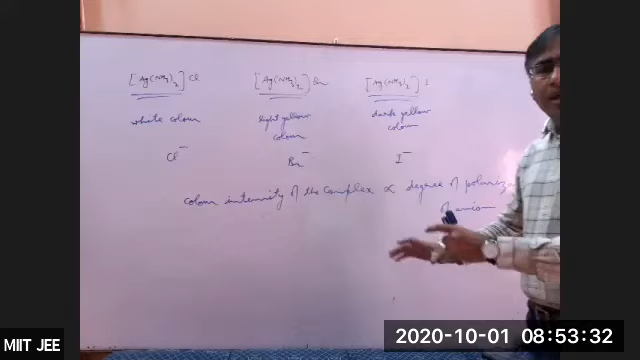 [Ag(NH3)2]Cl [Ag(NH3)2]Br [Ag(NH3)2] I
white colour light yellow colour dark yellow colour
Cl⁻ Br⁻ I⁻
colour intensity of the complex ∝ degree of polariz
of anion
MIIT JEE
2020-10-01 08:53:32